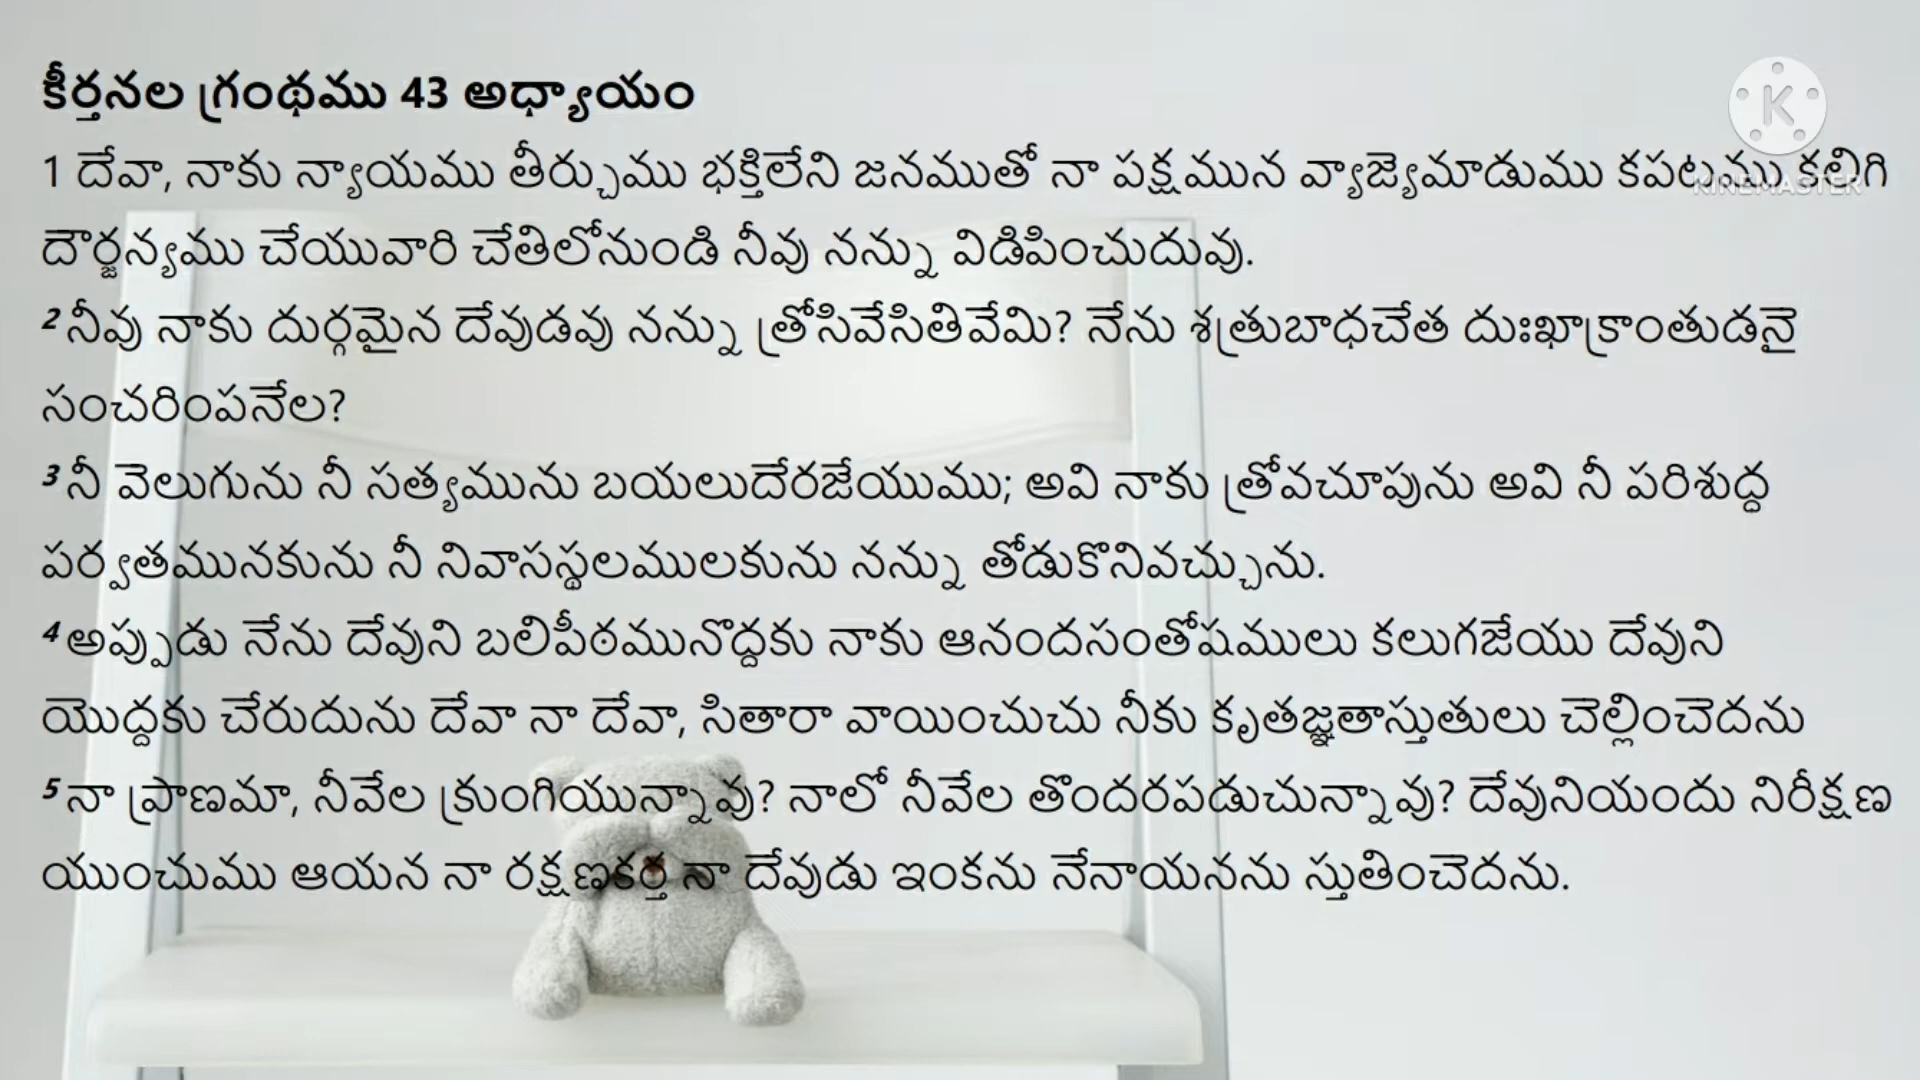 కీర్తనల గ్రంథము 43 అధ్యాయం
K
1 దేవా, నాకు న్యాయము తీర్చుము భక్తిలేని జనముతో నా పక్షమున వ్యాజ్యెమాడుము కపటము కలిగి
KINEMASTER
దౌర్జన్యము చేయువారి చేతిలోనుండి నీవు నన్ను విడిపించుదువు.
2 నీవు నాకు దుర్గమైన దేవుడవు నన్ను త్రోసివేసితివేమి? నేను శత్రుబాధచేత దుఃఖాక్రాంతుడనై
సంచరింపనేల?
3 నీ వెలుగును నీ సత్యమును బయలుదేరజేయుము; అవి నాకు త్రోవచూపును అవి నీ పరిశుద్ధ
పర్వతమునకును నీ నివాసస్థలములకును నన్ను తోడుకొనివచ్చును.
4 అప్పుడు నేను దేవుని బలిపీఠమునొద్దకు నాకు ఆనందసంతోషములు కలుగజేయు దేవుని
యొద్దకు చేరుదును దేవా నా దేవా, సితారా వాయించుచు నీకు కృతజ్ఞతాస్తుతులు చెల్లించెదను
5 నా ప్రాణమా, నీవేల క్రుంగియున్నావు? నాలో నీవేల తొందరపడుచున్నావు? దేవునియందు నిరీక్షణ
యుంచుము ఆయన నా రక్షణకర్త నా దేవుడు ఇంకను నేనాయనను స్తుతించెదను.